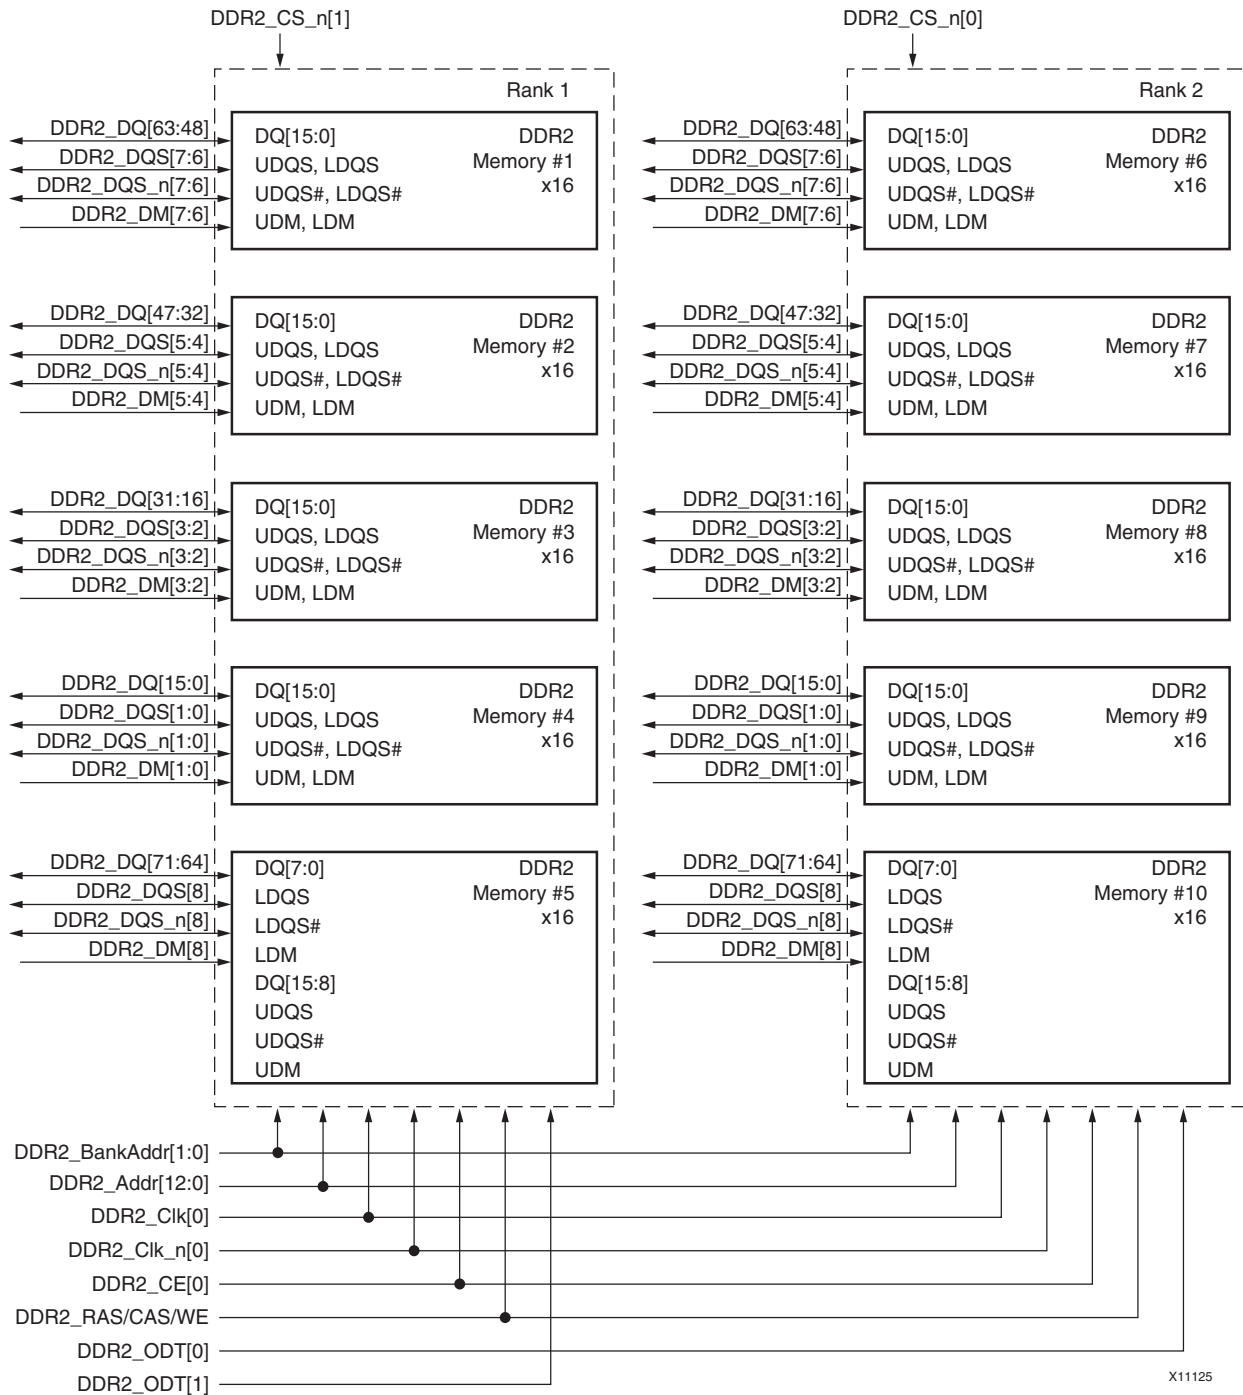 DDR2_CS_n[1]
DDR2_CS_n[0]
Rank 1
DDR2_DQ[63:48]
DDR2_DQS[7:6]
DDR2_DQS_n[7:6]
DDR2_DM[7:6]
DQ[15:0]
UDQS, LDQS
UDQS#, LDQS#
UDM, LDM
DDR2
Memory #1
x16
DDR2_DQ[47:32]
DDR2_DQS[5:4]
DDR2_DQS_n[5:4]
DDR2_DM[5:4]
DQ[15:0]
UDQS, LDQS
UDQS#, LDQS#
UDM, LDM
DDR2
Memory #2
x16
DDR2_DQ[31:16]
DDR2_DQS[3:2]
DDR2_DQS_n[3:2]
DDR2_DM[3:2]
DQ[15:0]
UDQS, LDQS
UDQS#, LDQS#
UDM, LDM
DDR2
Memory #3
x16
DDR2_DQ[15:0]
DDR2_DQS[1:0]
DDR2_DQS_n[1:0]
DDR2_DM[1:0]
DQ[15:0]
UDQS, LDQS
UDQS#, LDQS#
UDM, LDM
DDR2
Memory #4
x16
DDR2_DQ[71:64]
DDR2_DQS[8]
DDR2_DQS_n[8]
DDR2_DM[8]
DQ[7:0]
LDQS
LDQS#
LDM
DQ[15:8]
UDQS
UDQS#
UDM
DDR2
Memory #5
x16
Rank 2
DDR2_DQ[63:48]
DDR2_DQS[7:6]
DDR2_DQS_n[7:6]
DDR2_DM[7:6]
DQ[15:0]
UDQS, LDQS
UDQS#, LDQS#
UDM, LDM
DDR2
Memory #6
x16
DDR2_DQ[47:32]
DDR2_DQS[5:4]
DDR2_DQS_n[5:4]
DDR2_DM[5:4]
DQ[15:0]
UDQS, LDQS
UDQS#, LDQS#
UDM, LDM
DDR2
Memory #7
x16
DDR2_DQ[31:16]
DDR2_DQS[3:2]
DDR2_DQS_n[3:2]
DDR2_DM[3:2]
DQ[15:0]
UDQS, LDQS
UDQS#, LDQS#
UDM, LDM
DDR2
Memory #8
x16
DDR2_DQ[15:0]
DDR2_DQS[1:0]
DDR2_DQS_n[1:0]
DDR2_DM[1:0]
DQ[15:0]
UDQS, LDQS
UDQS#, LDQS#
UDM, LDM
DDR2
Memory #9
x16
DDR2_DQ[71:64]
DDR2_DQS[8]
DDR2_DQS_n[8]
DDR2_DM[8]
DQ[7:0]
LDQS
LDQS#
LDM
DQ[15:8]
UDQS
UDQS#
UDM
DDR2
Memory #10
x16
DDR2_BankAddr[1:0]
DDR2_Addr[12:0]
DDR2_Clk[0]
DDR2_Clk_n[0]
DDR2_CE[0]
DDR2_RAS/CAS/WE
DDR2_ODT[0]
DDR2_ODT[1]
X11125